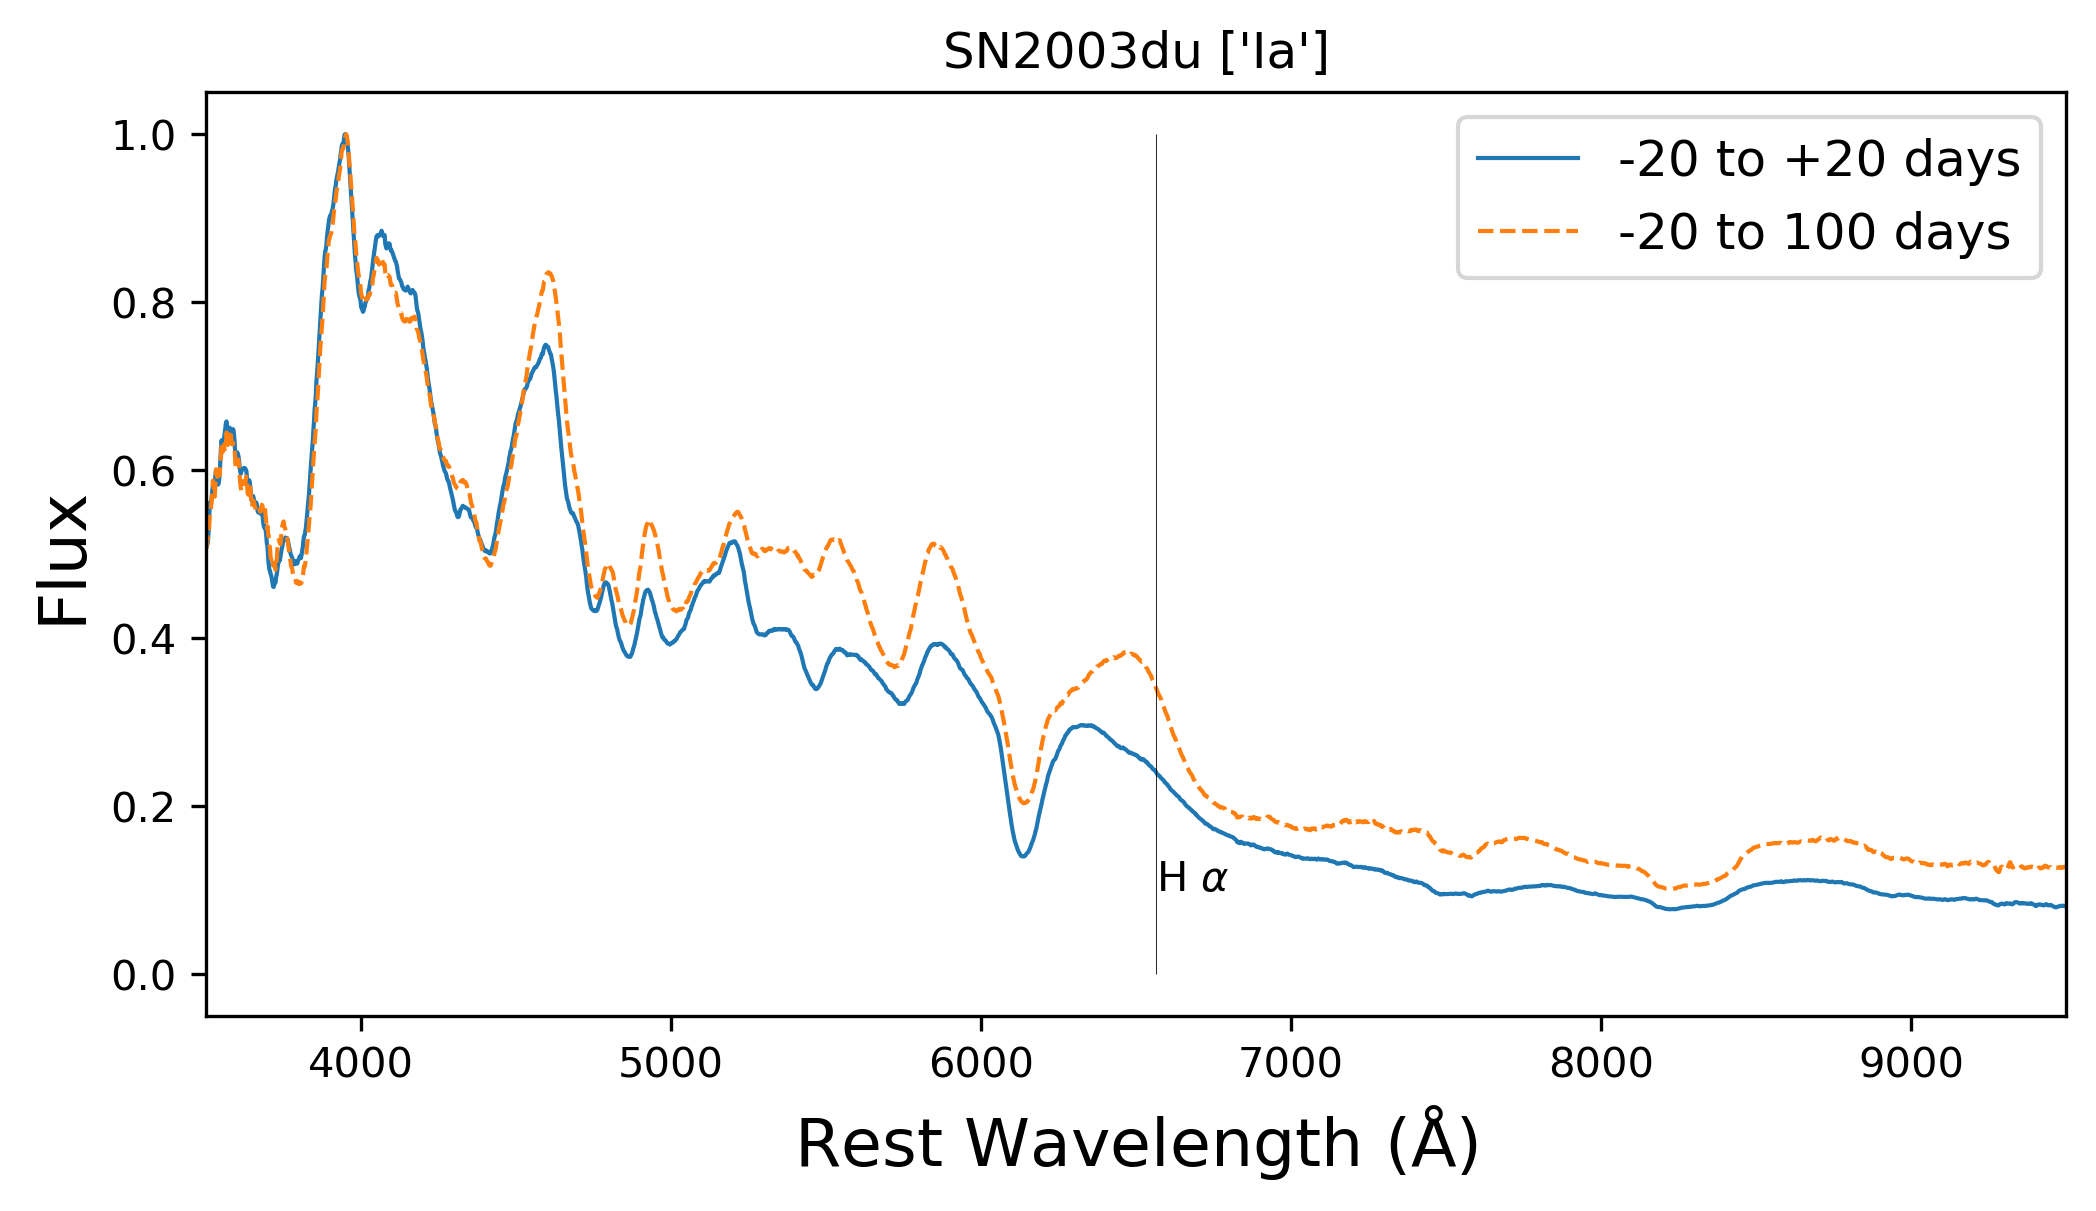 SN2003du ['Ia']
-20 to +20 days
-20 to 100 days
1.0
0.8
0.6
0.4
0.2
0.0
Flux
H α
4000 5000 6000 7000 8000 9000
Rest Wavelength (Å)